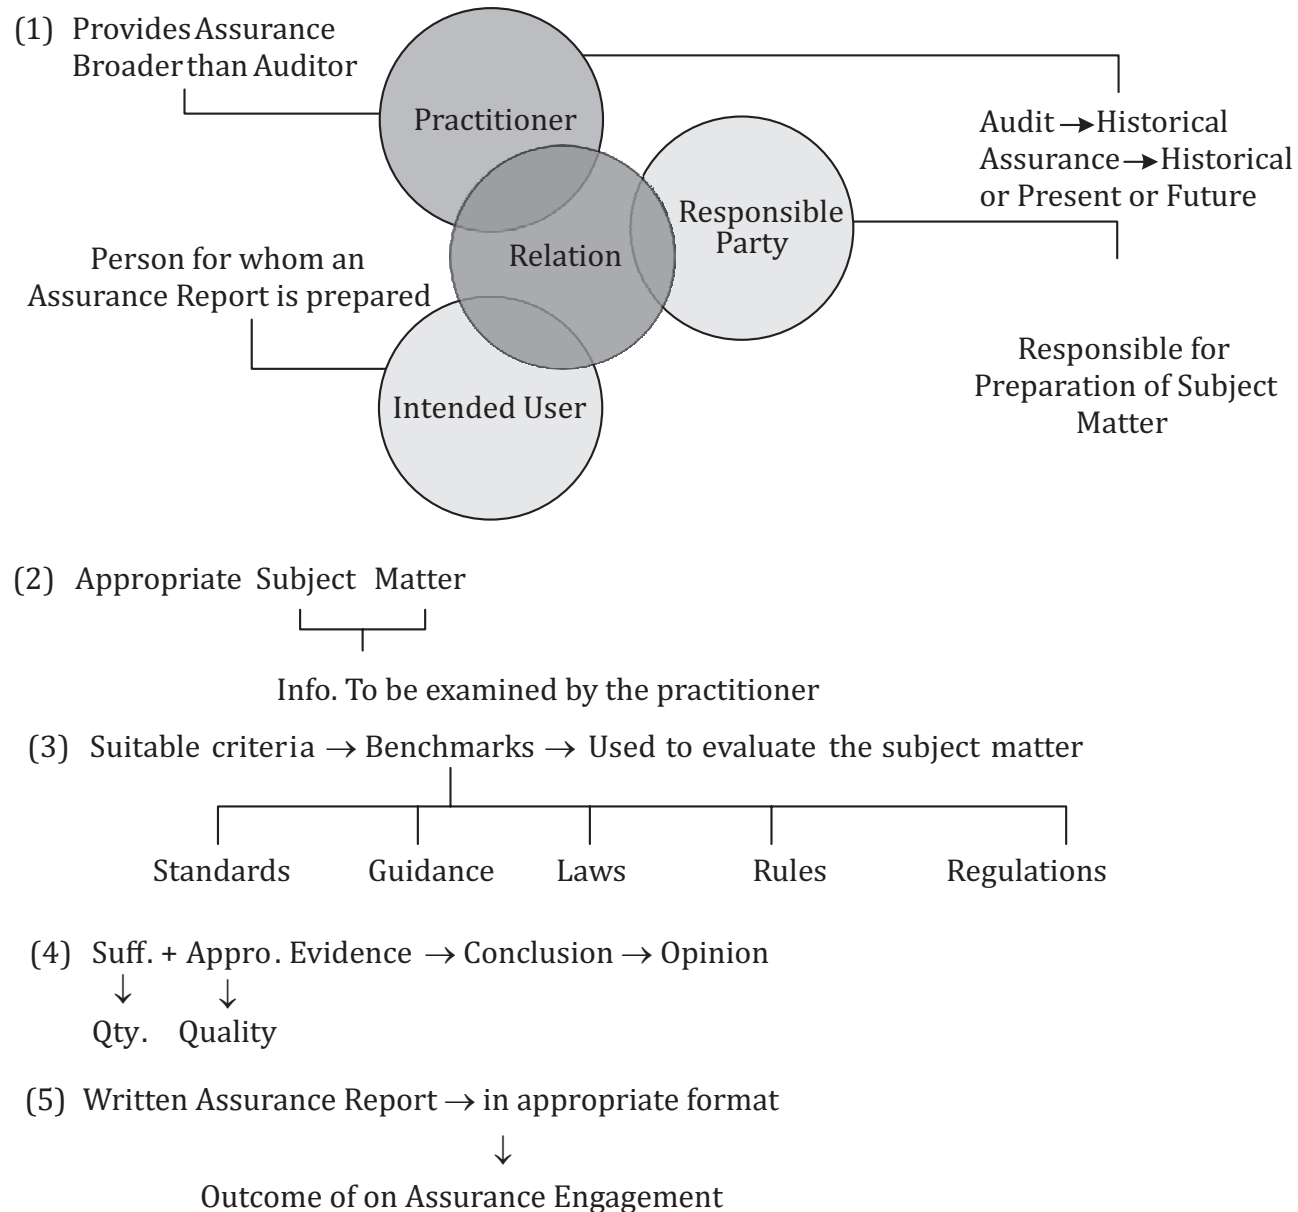 (1) Provides Assurance
Broader than Auditor
Practitioner
Audit → Historical
Assurance → Historical
or Present or Future
Responsible
Party
Relation
Person for whom an
Assurance Report is prepared
Responsible for
Preparation of Subject
Matter
Intended User
(2) Appropriate Subject Matter
Info. To be examined by the practitioner
(3) Suitable criteria → Benchmarks → Used to evaluate the subject matter
Standards Guidance Laws Rules Regulations
(4) Suff. + Appro. Evidence → Conclusion → Opinion
↓ ↓
Qty. Quality
(5) Written Assurance Report → in appropriate format
↓
Outcome of on Assurance Engagement